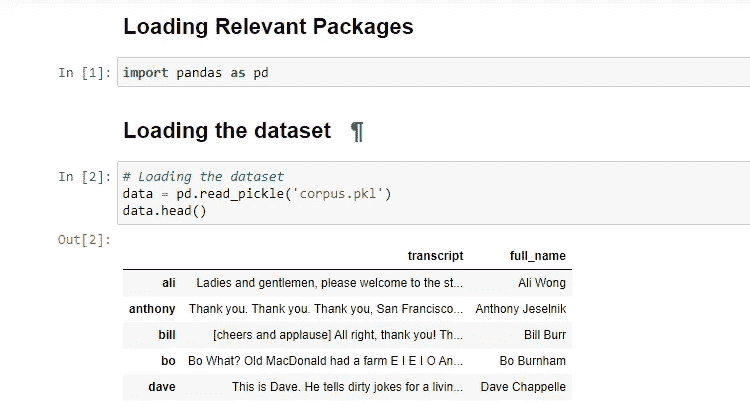 Loading Relevant Packages
In [1]: import pandas as pd
Loading the dataset ¶
In [2]: # Loading the dataset
data = pd.read_pickle('corpus.pkl')
data.head()
Out[2]:
transcript full_name
ali Ladies and gentlemen, please welcome to the st... Ali Wong
anthony Thank you. Thank you. Thank you, San Francisco... Anthony Jeselnik
bill [cheers and applause] All right, thank you! Th... Bill Burr
bo Bo What? Old MacDonald had a farm E I E I O An... Bo Burnham
dave This is Dave. He tells dirty jokes for a livin... Dave Chappelle